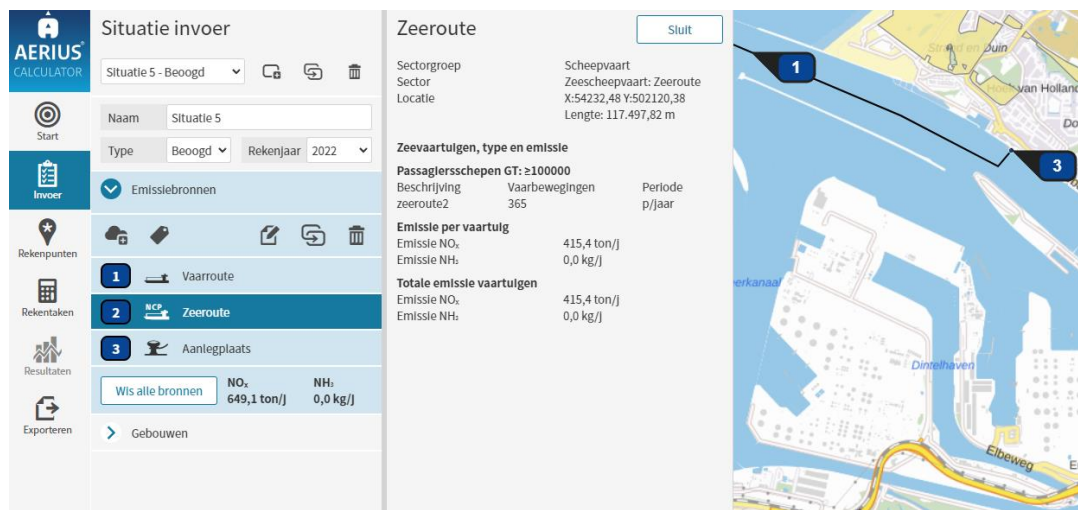 AERIUS
CALCULATOR
Start
Invoer
Rekenpunten
Rekentaken
Resultaten
Exporteren
Situatie invoer
Situatie 5 - Beoogd
Naam Situatie 5
Type Beoogd Rekenjaar 2022
Emissiebronnen
1 Vaarroute
2 NCP Zeeroute
3 Aanlegplaats
Wis alle bronnen NOₓ 649,1 ton/j NH₃ 0,0 kg/j
Gebouwen
Zeeroute Sluit
Sectorgroep Scheepvaart
Sector Zeescheepvaart: Zeeroute
Locatie X:54232,48 Y:502120,38
Lengte: 117.497,82 m
Zeevaartuigen, type en emissie
Passagiersschepen GT: ≥100000
Beschrijving Vaarbewegingen Periode
zeeroute2 365 p/jaar
Emissie per vaartuig
Emissie NOₓ 415,4 ton/j
Emissie NH₃ 0,0 kg/j
Totale emissie vaartuigen
Emissie NOₓ 415,4 ton/j
Emissie NH₃ 0,0 kg/j
1
Strand en Duin
Hoek van Holland
3
Dintelhaven
Elbeweg